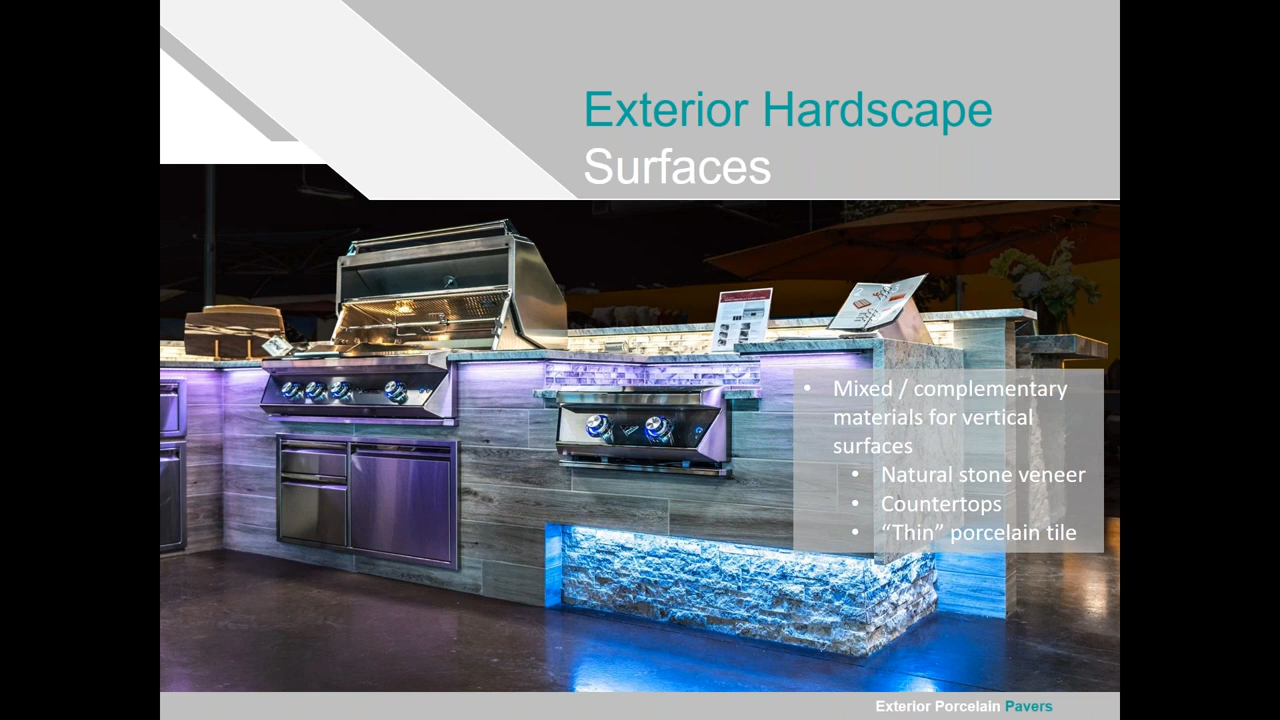 Exterior Hardscape
Surfaces
• Mixed / complementary
materials for vertical
surfaces
• Natural stone veneer
• Countertops
• “Thin” porcelain tile
Exterior Porcelain Pavers